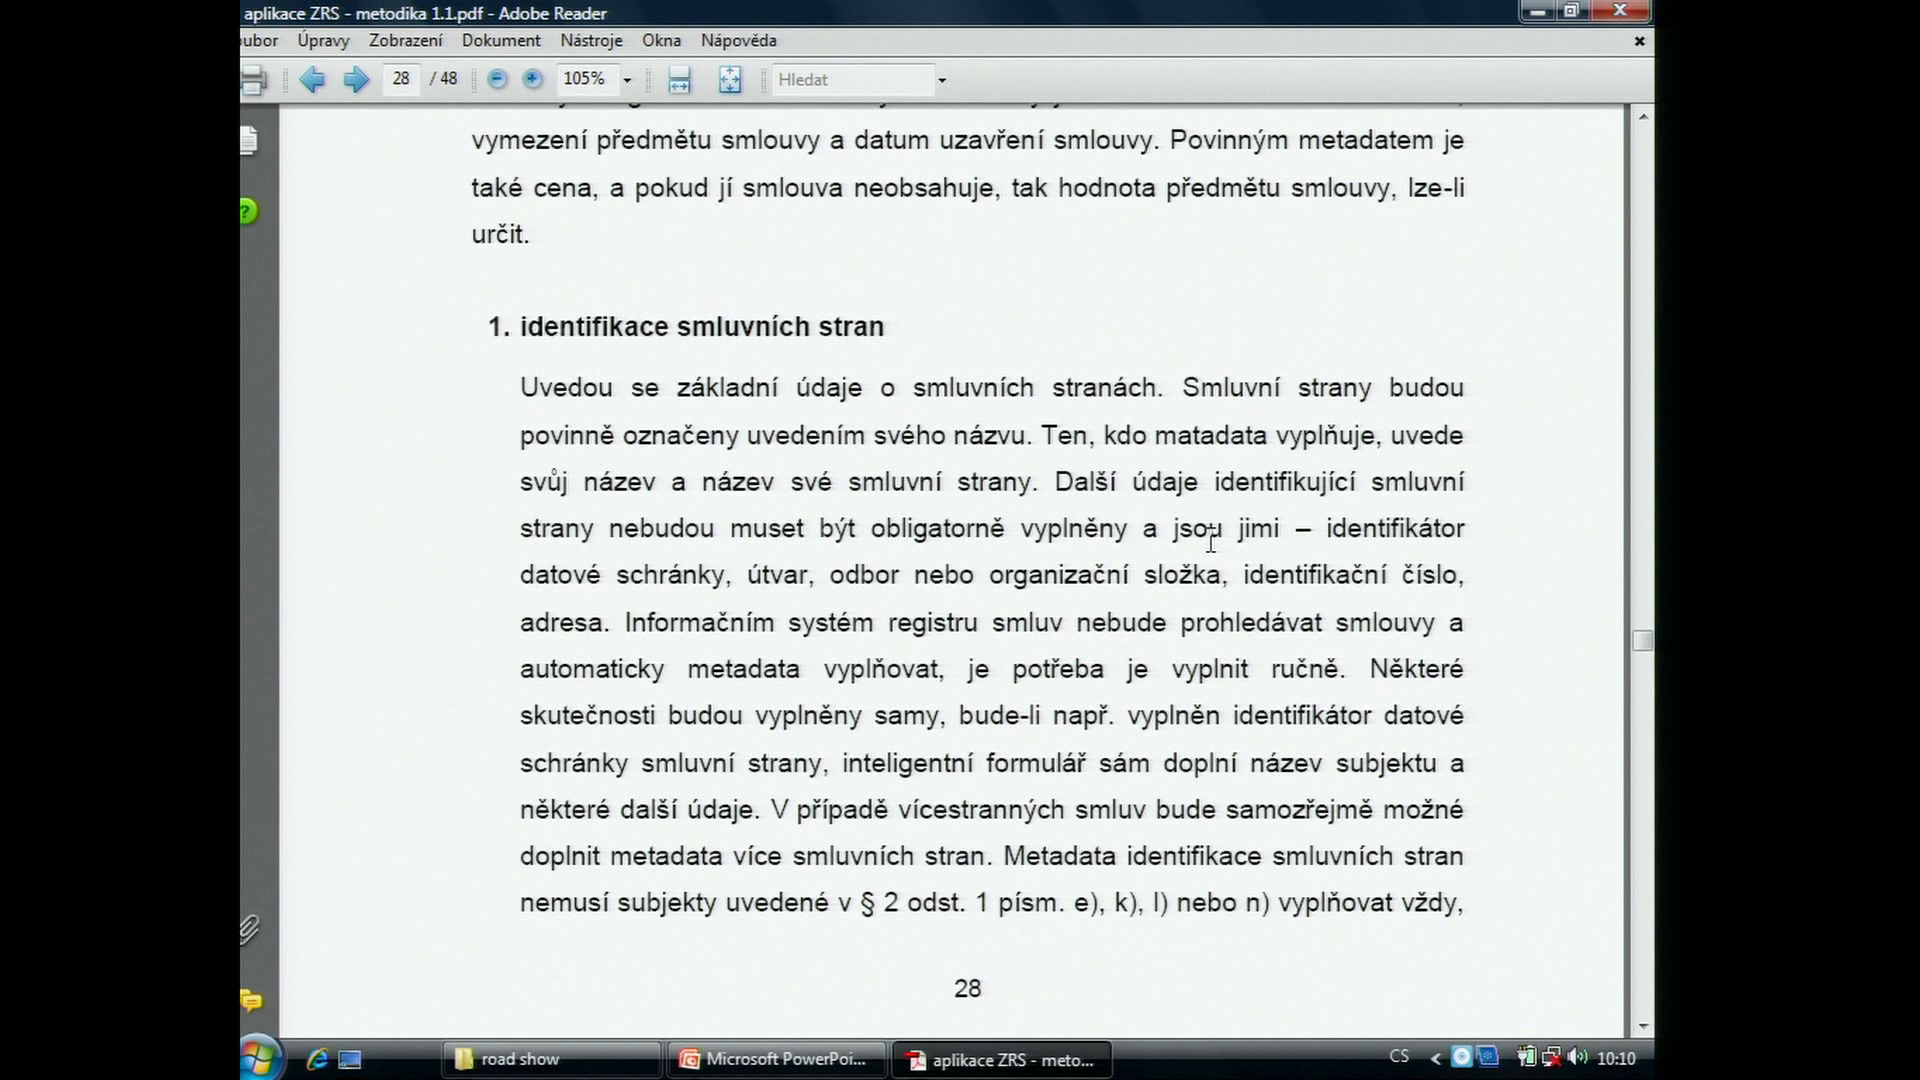 aplikace ZRS - metodika 1.1.pdf - Adobe Reader
oubor Úpravy Zobrazení Dokument Nástroje Okna Nápověda
28 / 48 105% Hledat
vymezení předmětu smlouvy a datum uzavření smlouvy. Povinným metadatem je
také cena, a pokud jí smlouva neobsahuje, tak hodnota předmětu smlouvy, lze-li
určit.
1. identifikace smluvních stran
Uvedou se základní údaje o smluvních stranách. Smluvní strany budou
povinně označeny uvedením svého názvu. Ten, kdo matadata vyplňuje, uvede
svůj název a název své smluvní strany. Další údaje identifikující smluvní
strany nebudou muset být obligatorně vyplněny a jsou jimi – identifikátor
datové schránky, útvar, odbor nebo organizační složka, identifikační číslo,
adresa. Informačním systém registru smluv nebude prohledávat smlouvy a
automaticky metadata vyplňovat, je potřeba je vyplnit ručně. Některé
skutečnosti budou vyplněny samy, bude-li např. vyplněn identifikátor datové
schránky smluvní strany, inteligentní formulář sám doplní název subjektu a
některé další údaje. V případě vícestranných smluv bude samozřejmě možné
doplnit metadata více smluvních stran. Metadata identifikace smluvních stran
nemusí subjekty uvedené v § 2 odst. 1 písm. e), k), l) nebo n) vyplňovat vždy,
28
road show Microsoft PowerPoi... aplikace ZRS - meto... CS 10:10